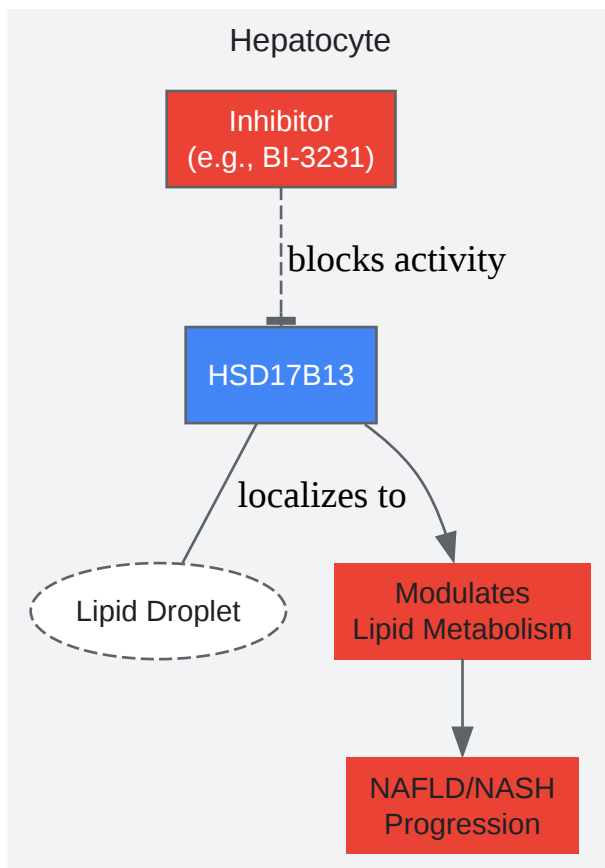 Hepatocyte
Inhibitor
(e.g., BI-3231)
blocks activity
HSD17B13
localizes to
Lipid Droplet
Modulates
Lipid Metabolism
NAFLD/NASH
Progression